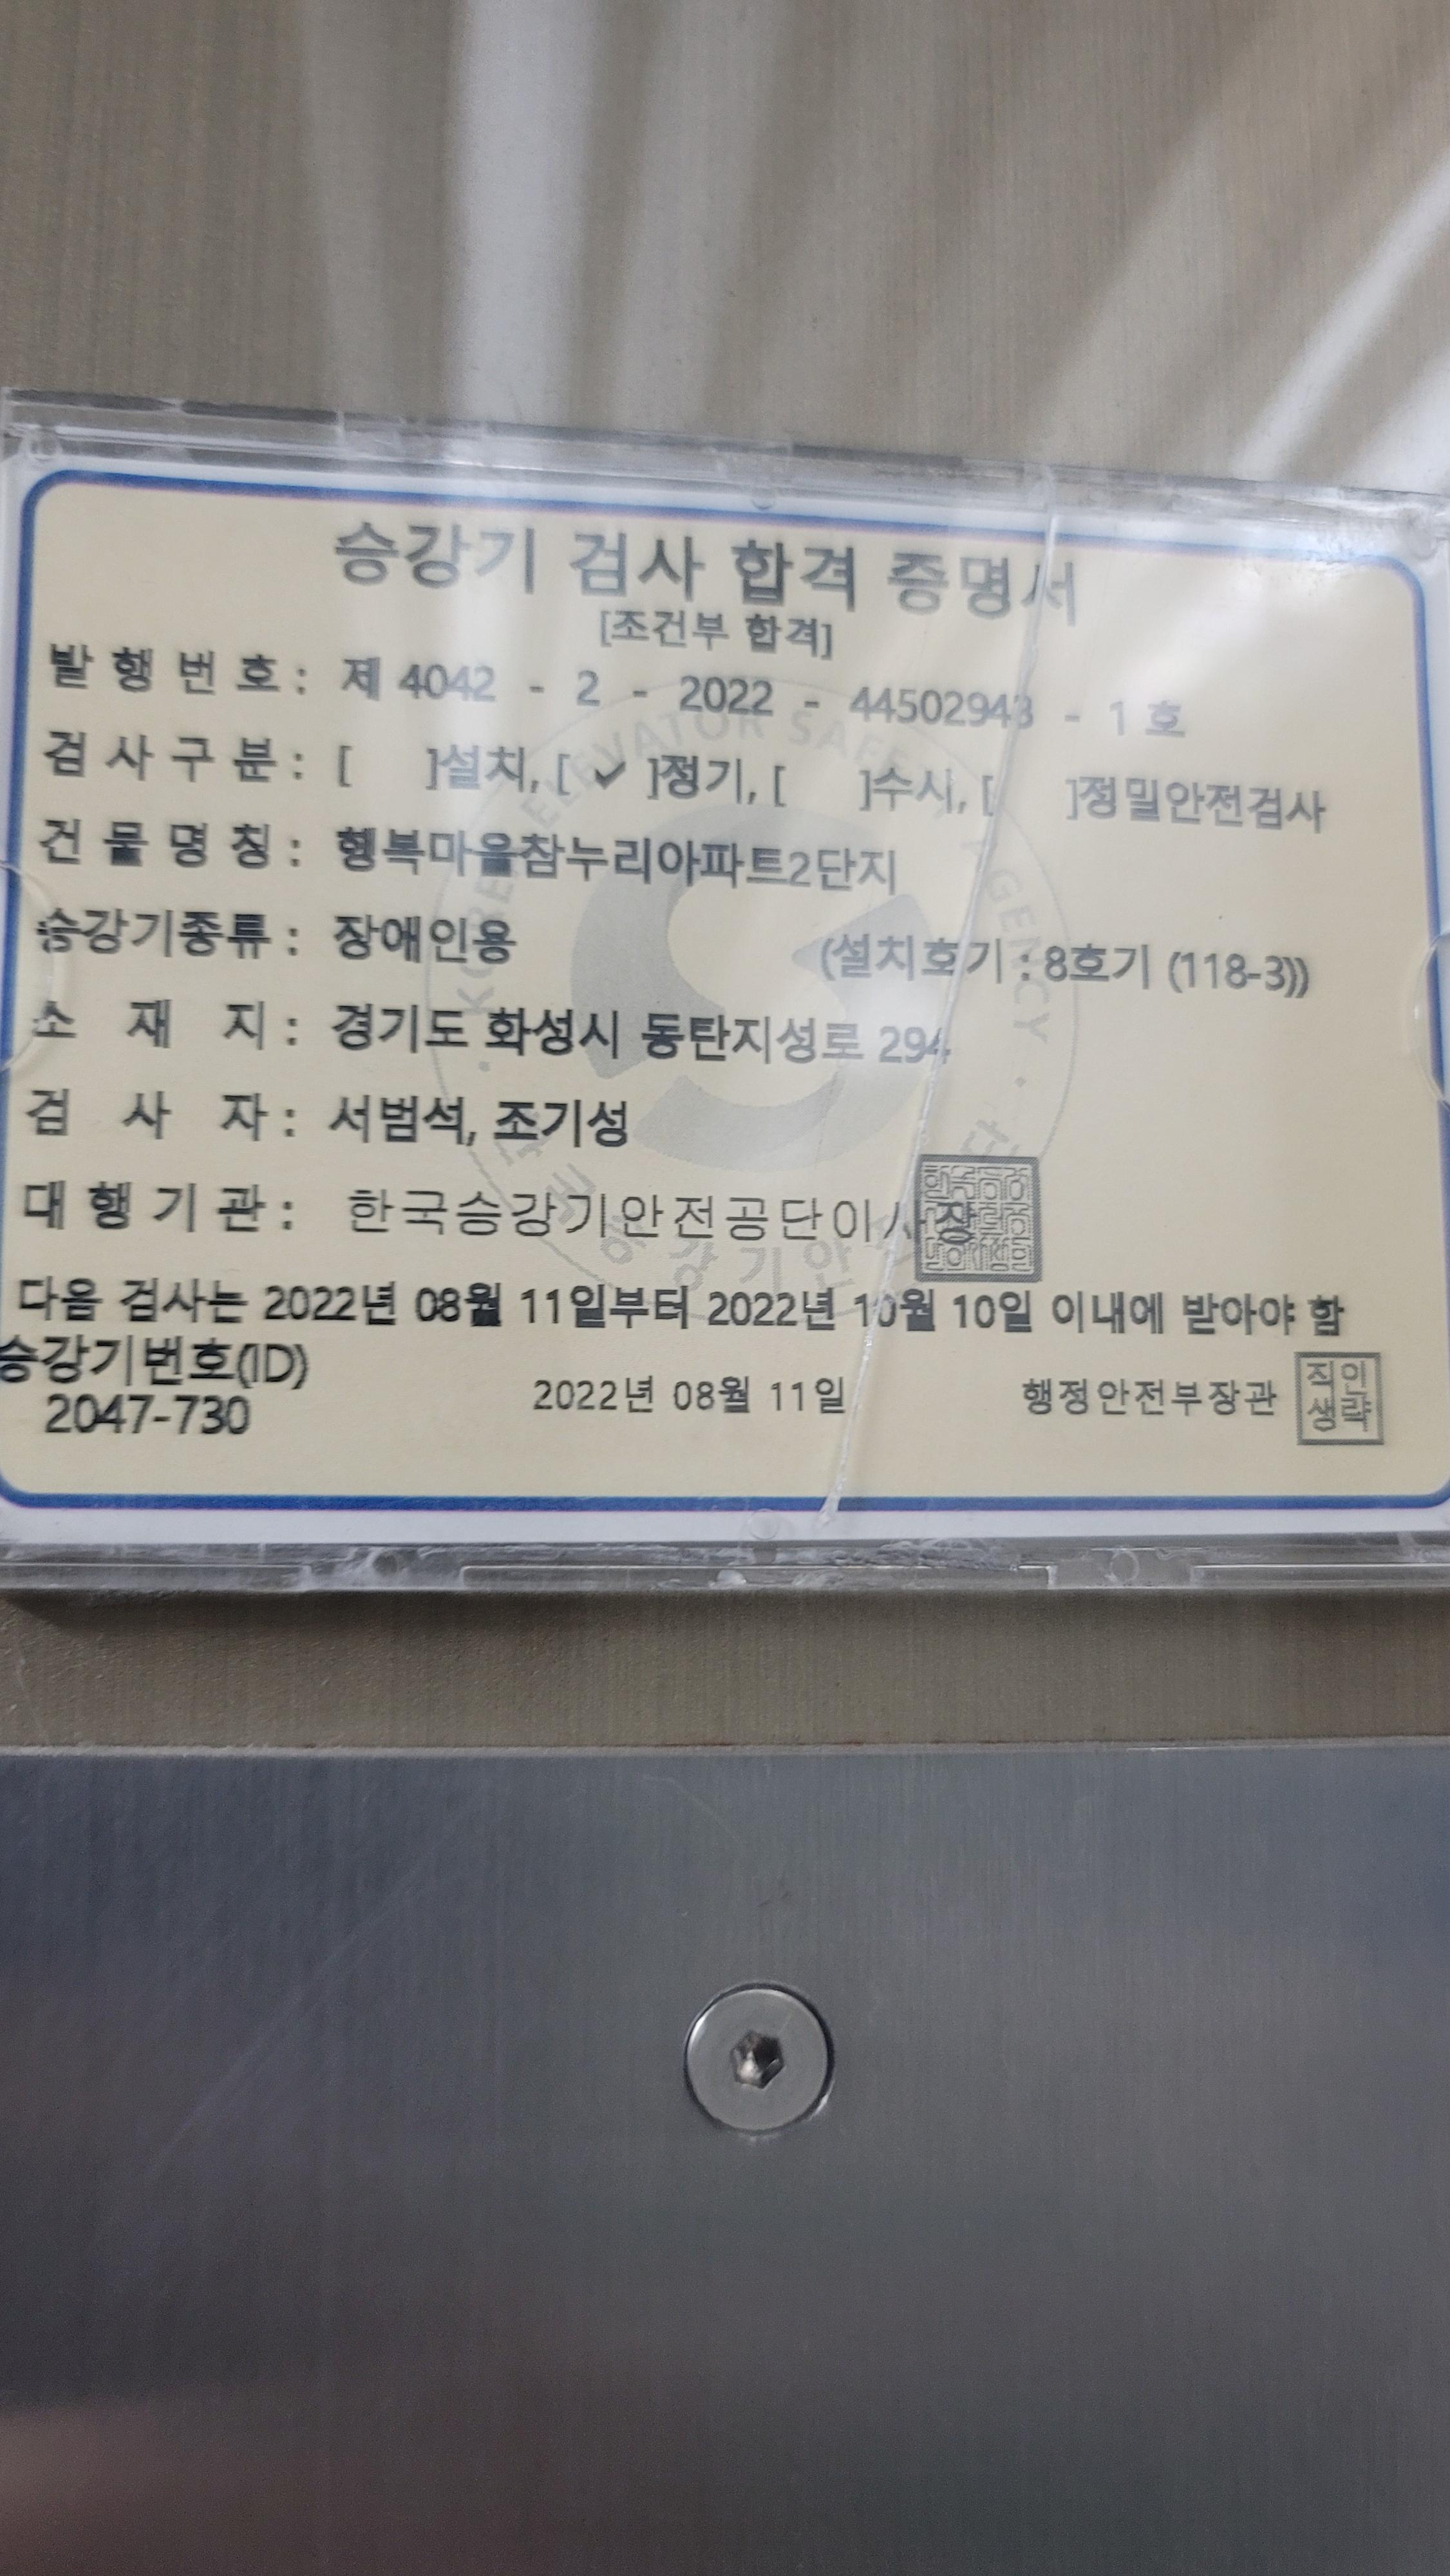 승강기 검사 합격 증명서
[조건부 합격]
발 행 번 호 : 제 4042 - 2 - 2022 - 44502943 - 1 호
검 사 구 분 : [ ]설치, [ ✓ ]정기, [ ]수시, [ ]정밀안전검사
건 물 명 칭 : 행복마을참누리아파트2단지
승강기종류 : 장애인용 (설치호기 : 8호기 (118-3))
소 재 지 : 경기도 화성시 동탄지성로 294
검 사 자 : 서범석, 조기성
대 행 기 관 : 한국승강기안전공단이사장
다음 검사는 2022년 08월 11일부터 2022년 10월 10일 이내에 받아야 함
승강기번호(ID)
2047-730
2022년 08월 11일 행정안전부장관 직인
생략
ELEVATOR SAFETY AGENCY